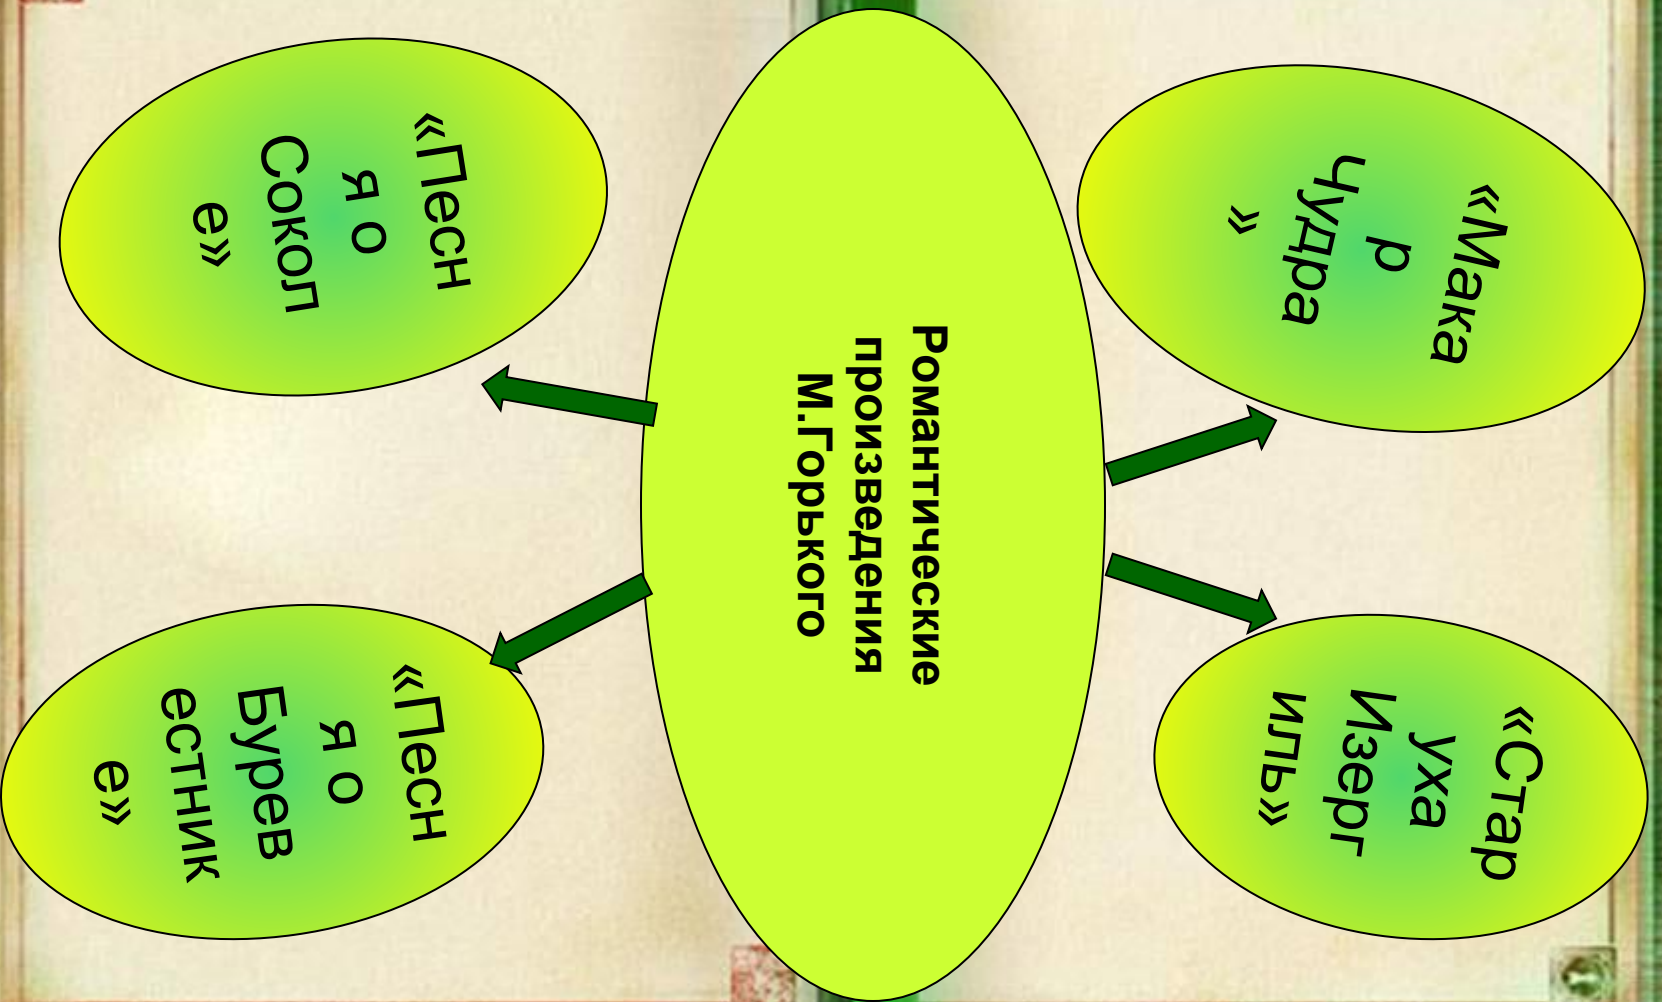 Романтические
произведения
М.Горького
«Мака
р
Чудра
»
«Стар
уха
Изерг
иль»
«Песн
я о
Сокол
е»
«Песн
я о
Бурев
естник
е»